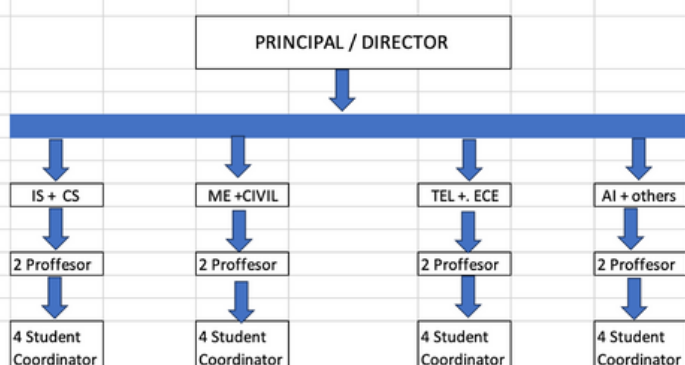 PRINCIPAL / DIRECTOR
IS + CS
ME +CIVIL
TEL +. ECE
AI + others
2 Proffesor
2 Proffesor
2 Proffesor
2 Proffesor
4 Student
Coordinator
4 Student
Coordinator
4 Student
Coordinator
4 Student
Coordinator